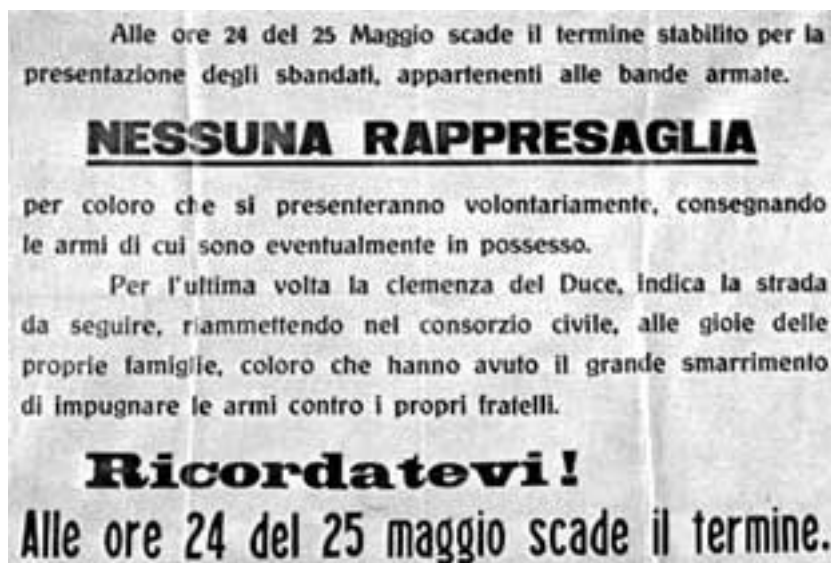 Alle ore 24 del 25 Maggio scade il termine stabilito per la
presentazione degli sbandati, appartenenti alle bande armate.
NESSUNA RAPPRESAGLIA
per coloro che si presenteranno volontariamente, consegnando
le armi di cui sono eventualmente in possesso.
Per l'ultima volta la clemenza del Duce, indica la strada
da seguire, riammettendo nel consorzio civile, alle gioie delle
proprie famiglie, coloro che hanno avuto il grande smarrimento
di impugnare le armi contro i propri fratelli.
Ricordatevi!
Alle ore 24 del 25 maggio scade il termine.